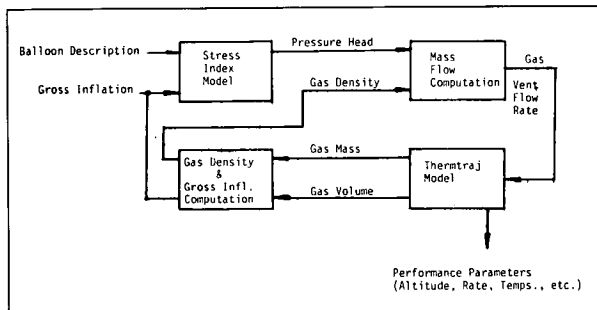 Balloon Description
Gross Inflation
Stress
Index
Model
Pressure Head
Gas Density
Mass
Flow
Computation
Gas
Vent
Flow
Rate
Gas Density
&
Gross Infl.
Computation
Gas Mass
Gas Volume
Thermtraj
Model
Performance Parameters
(Altitude, Rate, Temps., etc.)